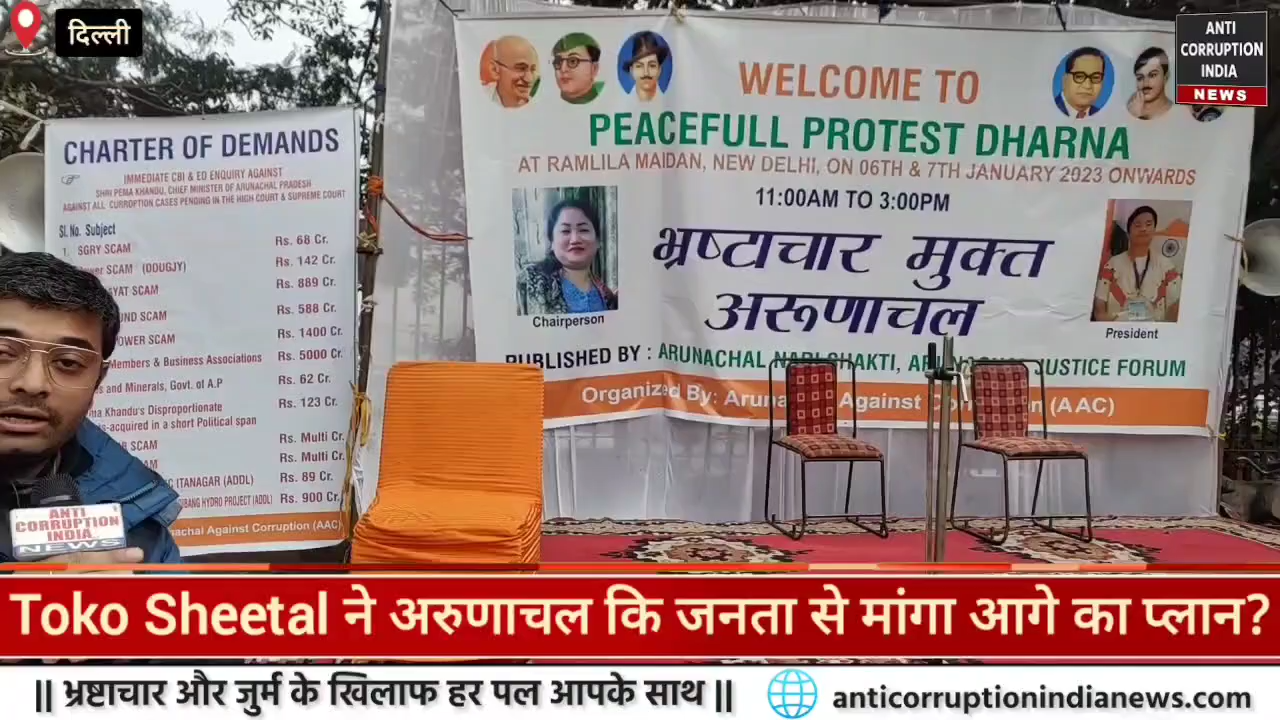 दिल्ली
ANTI
CORRUPTION
INDIA
NEWS
CHARTER OF DEMANDS
IMMEDIATE CBI & ED ENQUIRY AGAINST
SHRI PEMA KHANDU, CHIEF MINISTER OF ARUNACHAL PRADESH
AGAINST ALL CURROPTION CASES PENDING IN THE HIGH COURT & SUPREME COURT
Sl. No. Subject
1. SGRY SCAM Rs. 68 Cr.
SCAM (DDUGJY) Rs. 142 Cr.
SCAM Rs. 889 Cr.
SCAM Rs. 588 Cr.
POWER SCAM Rs. 1400 Cr.
Members & Business Associations Rs. 5000 Cr.
and Minerals, Govt. of A.P Rs. 62 Cr.
Khandu's Disproportionate Rs. 123 Cr.
acquired in a short Political span
SCAM Rs. Multi Cr.
Rs. Multi Cr.
ITANAGAR (ADDL) Rs. 89 Cr.
HYDRO PROJECT (ADDL) Rs. 900 Cr.
Against Corruption (AAC)
WELCOME TO
PEACEFULL PROTEST DHARNA
AT RAMLILA MAIDAN, NEW DELHI, ON 06TH & 7TH JANUARY 2023 ONWARDS
11:00AM TO 3:00PM
भ्रष्टाचार मुक्त
अरूणाचल
Chairperson
President
PUBLISHED BY : ARUNACHAL NARI SHAKTI, JUSTICE FORUM
Organized By: Against (AAC)
ANTI
CORRUPTION
INDIA
NEWS
Toko Sheetal ने अरुणाचल कि जनता से मांगा आगे का प्लान?
|| भ्रष्टाचार और जुर्म के खिलाफ हर पल आपके साथ || anticorruptionindianews.com